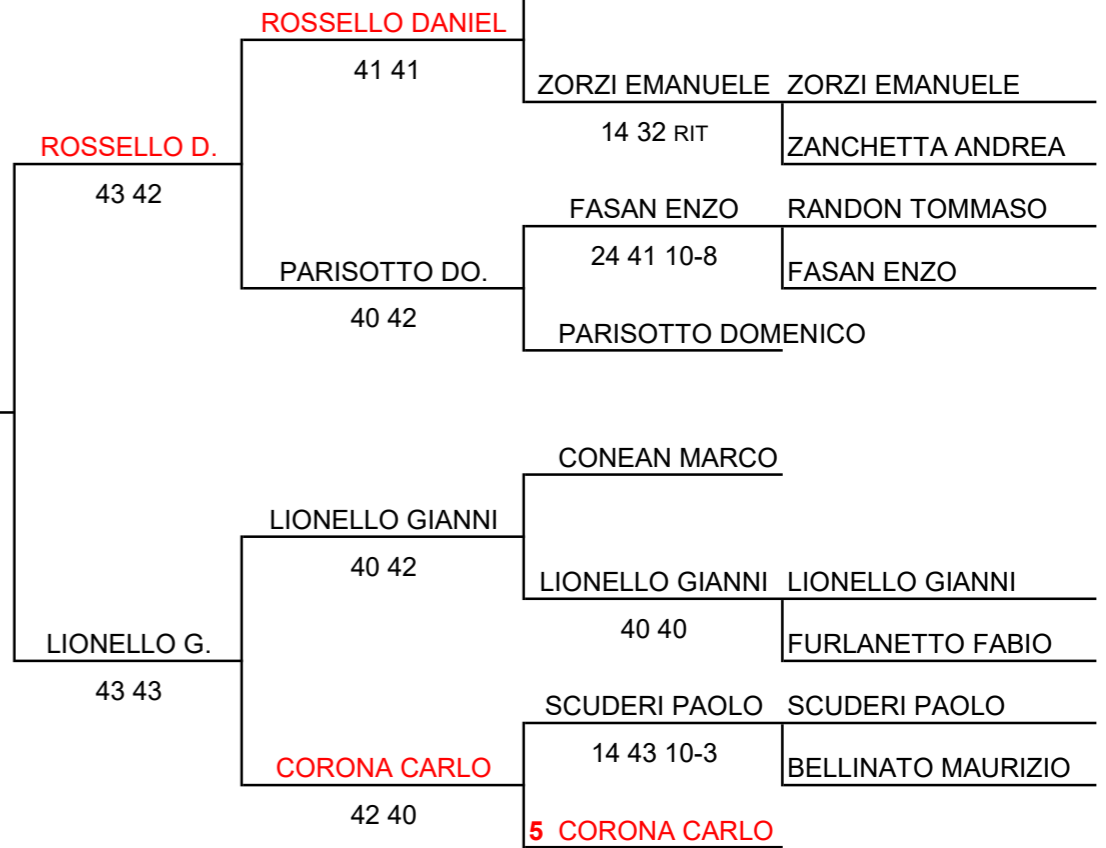 ROSSELLO DANIEL
41 41
ZORZI EMANUELE ZORZI EMANUELE
14 32 RIT
ROSSELLO D.
ZANCHETTA ANDREA
43 42
FASAN ENZO RANDON TOMMASO
24 41 10-8
PARISOTTO DO.
FASAN ENZO
40 42
PARISOTTO DOMENICO
CONEAN MARCO
LIONELLO GIANNI
40 42
LIONELLO GIANNI LIONELLO GIANNI
40 40
LIONELLO G.
FURLANETTO FABIO
43 43
SCUDERI PAOLO SCUDERI PAOLO
14 43 10-3
CORONA CARLO
BELLINATO MAURIZIO
42 40
5 CORONA CARLO